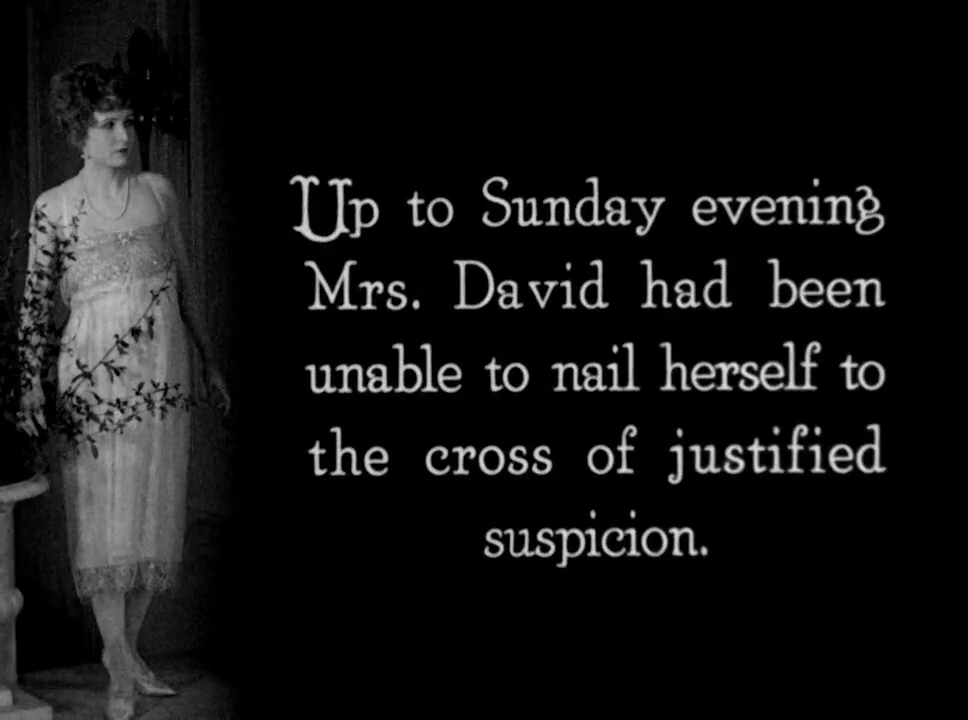 Up to Sunday evening
Mrs. David had been
unable to nail herself to
the cross of justified
suspicion.